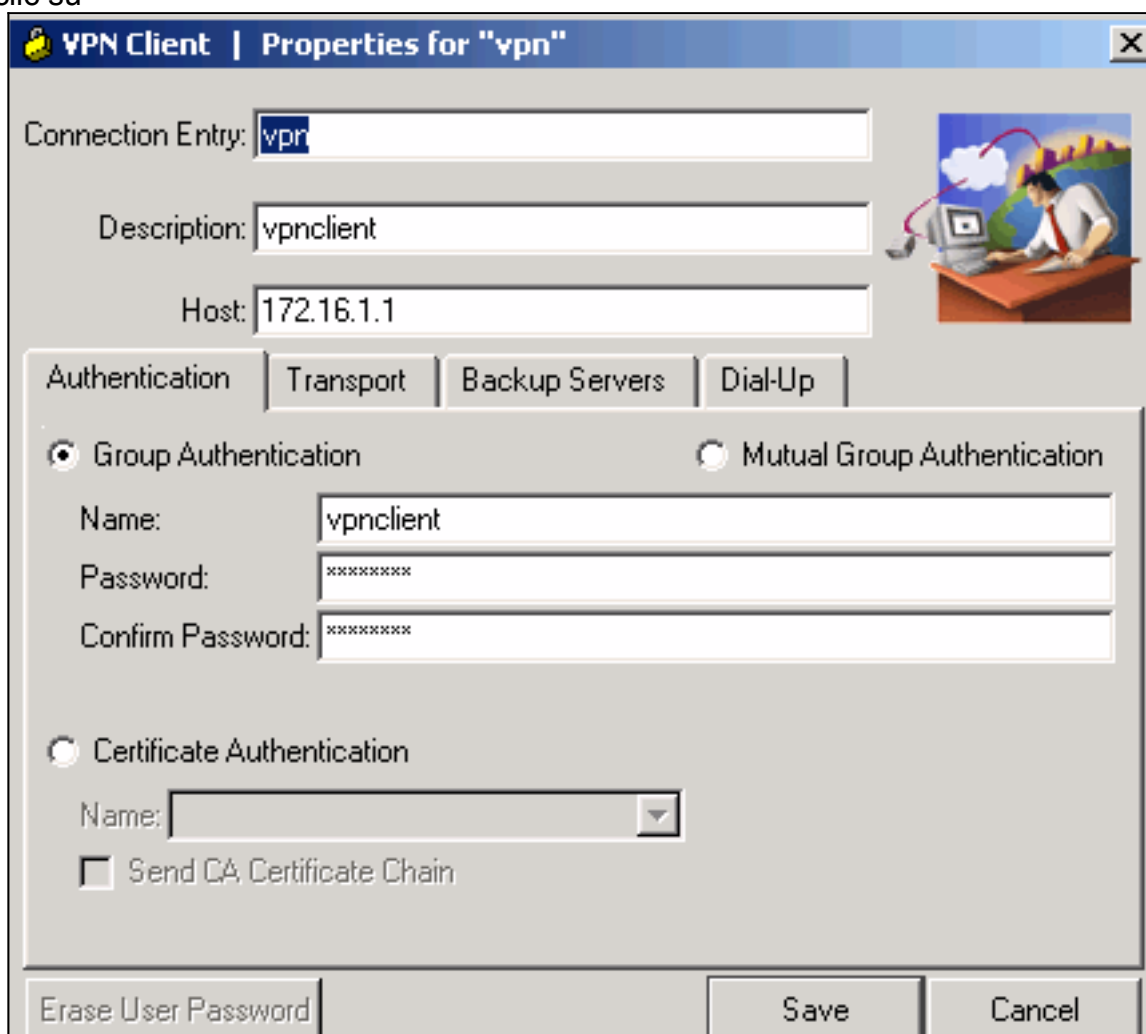 VPN Client | Properties for "vpn"
Connection Entry: vpn
Description: vpnclient
Host: 172.16.1.1
Authentication Transport Backup Servers Dial-Up
Group Authentication Mutual Group Authentication
Name: vpnclient
Password: ********
Confirm Password: ********
Certificate Authentication
Name:
Send CA Certificate Chain
Erase User Password Save Cancel